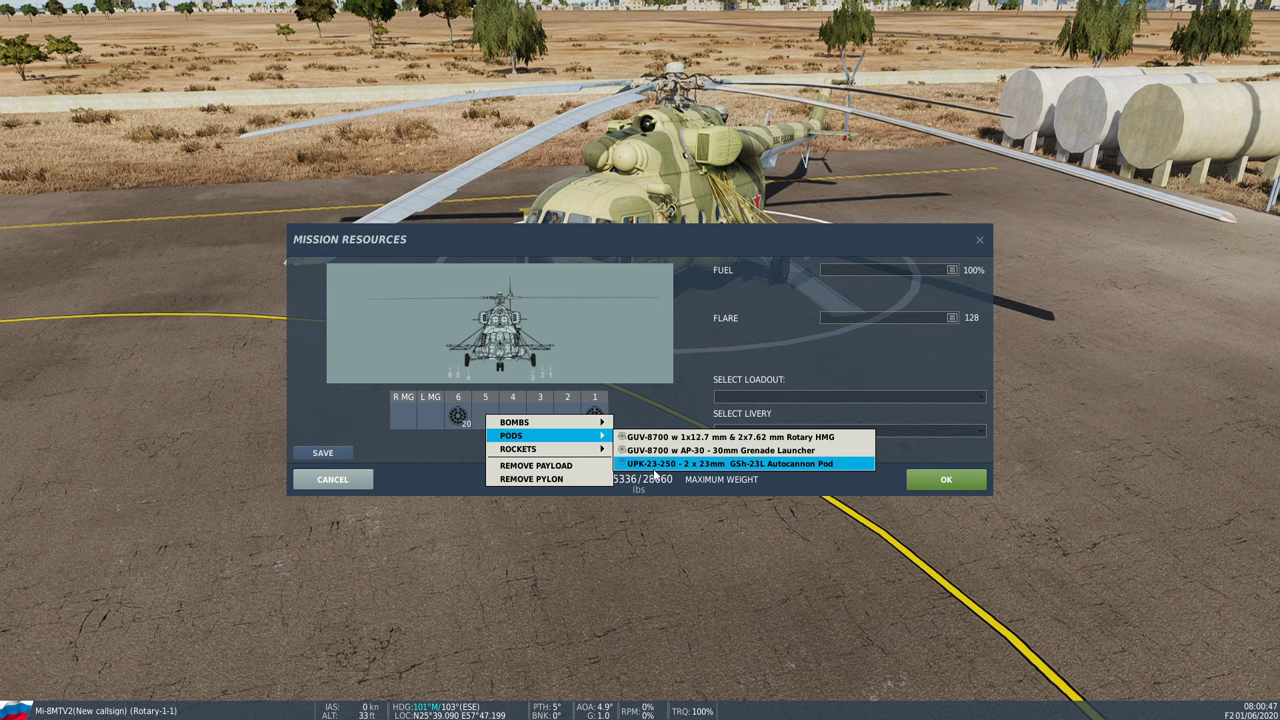 MISSION RESOURCES
×
FUEL 100%
FLARE 128
SELECT LOADOUT:
R MG L MG 6 5 4 3 2 1
SELECT LIVERY
20
BOMBS
PODS
ROCKETS
REMOVE PAYLOAD
REMOVE PYLON
GUV-8700 w 1x12.7 mm & 2x7.62 mm Rotary HMG
GUV-8700 w AP-30 - 30mm Grenade Launcher
UPK-23-250 - 2 x 23mm GSh-23L Autocannon Pod
SAVE
CANCEL
lbs
MAXIMUM WEIGHT
OK
Mi-8MTV2(New callsign) (Rotary-1-1)
IAS: 0 kn
ALT: 33 ft
HDG:101°M/103°(ESE)
LOC:N25°39.090 E57°47.199
PTH: 5°
BNK: 0°
AOA: 4.9°
G: 1.0
RPM: 0%
TRQ: 100%
08:00:47
F2 01/06/2020